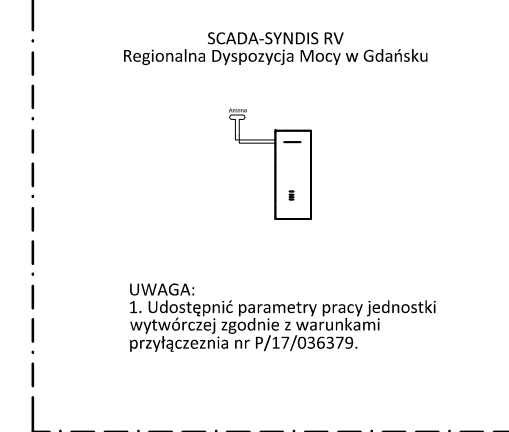 SCADA-SYNDIS RV
Regionalna Dyspozycja Mocy w Gdańsku
Antena
UWAGA:
1. Udostępnić parametry pracy jednostki
wytwórczej zgodnie z warunkami
przyłączeznia nr P/17/036379.